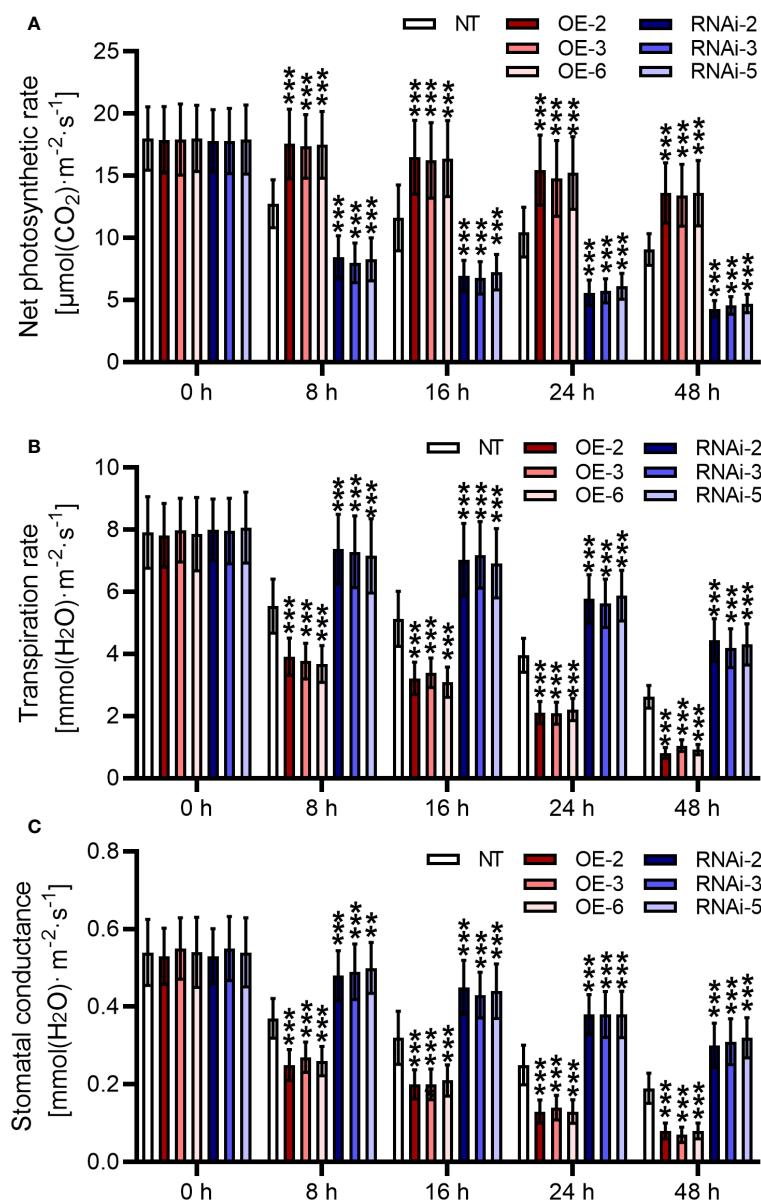 A
NT OE-2 RNAi-2
OE-3 RNAi-3
OE-6 RNAi-5
Net photosynthetic rate
[μmol(CO₂)·m⁻²·s⁻¹]
25
20
15
10
5
0
*** *** *** *** *** ***
*** *** *** *** *** ***
*** *** *** *** *** ***
*** *** *** *** *** ***
0 h 8 h 16 h 24 h 48 h
B
NT OE-2 RNAi-2
OE-3 RNAi-3
OE-6 RNAi-5
Transpiration rate
[mmol(H₂O)·m⁻²·s⁻¹]
10
8
6
4
2
0
*** *** *** *** *** ***
*** *** *** *** *** ***
*** *** *** *** *** ***
*** *** *** *** *** ***
0 h 8 h 16 h 24 h 48 h
C
NT OE-2 RNAi-2
OE-3 RNAi-3
OE-6 RNAi-5
Stomatal conductance
[mmol(H₂O)·m⁻²·s⁻¹]
0.8
0.6
0.4
0.2
0.0
*** *** *** *** *** **
*** *** *** *** *** ***
*** *** *** *** *** ***
*** *** *** *** *** ***
0 h 8 h 16 h 24 h 48 h